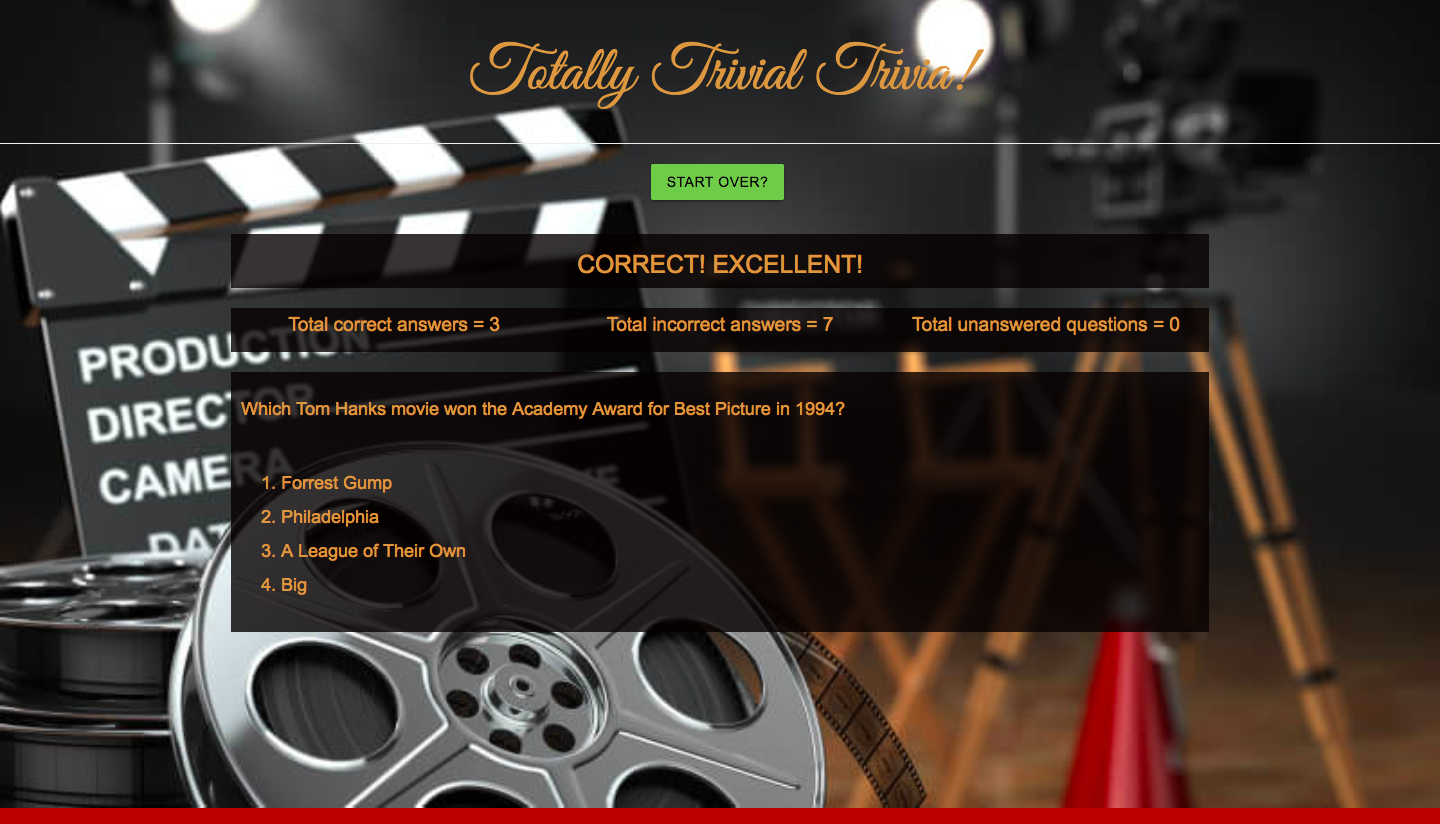 Totally Trivial Trivia!
START OVER?
CORRECT! EXCELLENT!
Total correct answers = 3 Total incorrect answers = 7 Total unanswered questions = 0
PRODUCTION
DIRECTOR
CAMERA
Which Tom Hanks movie won the Academy Award for Best Picture in 1994?
1. Forrest Gump
2. Philadelphia
3. A League of Their Own
4. Big